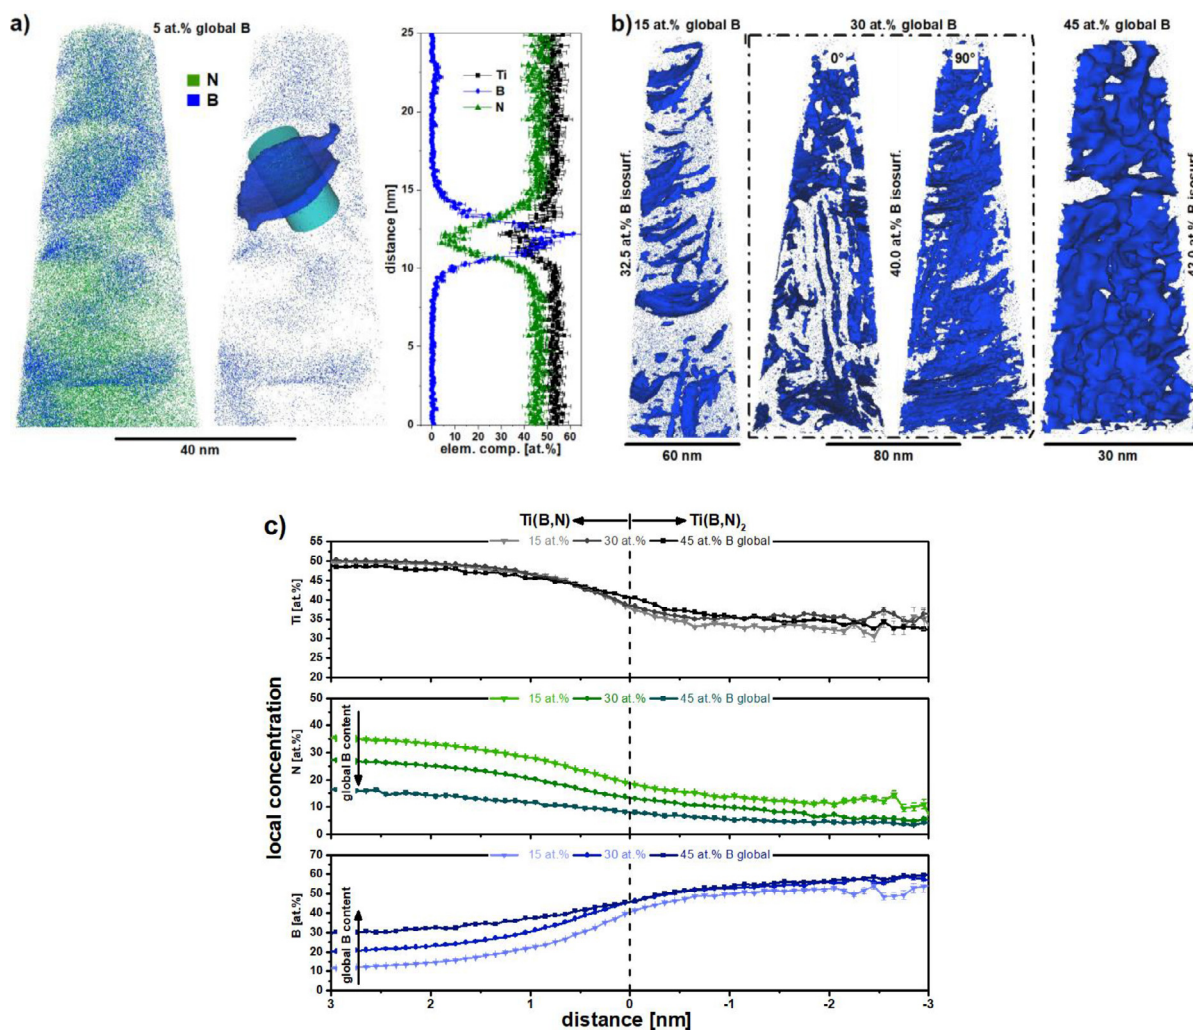 a)
5 at.% global B
N
B
40 nm
25
20
15
10
5
0
distance [nm]
Ti
B
N
0 10 20 30 40 50 60
elem. comp. [at.%]
b)
15 at.% global B
30 at.% global B
45 at.% global B
0°
90°
32.5 at.% B isosurf.
40.0 at.% B isosurf.
60 nm
80 nm
30 nm
c)
Ti(B,N)
Ti(B,N)2
15 at.% 30 at.% 45 at.% B global
55
50
45
40
35
30
25
20
Ti [at.%]
15 at.% 30 at.% 45 at.% B global
50
40
30
20
10
0
N [at.%]
global B content
local concentration
15 at.% 30 at.% 45 at.% B global
70
60
50
40
30
20
10
0
B [at.%]
global B content
3 2 1 0 -1 -2 -3
distance [nm]